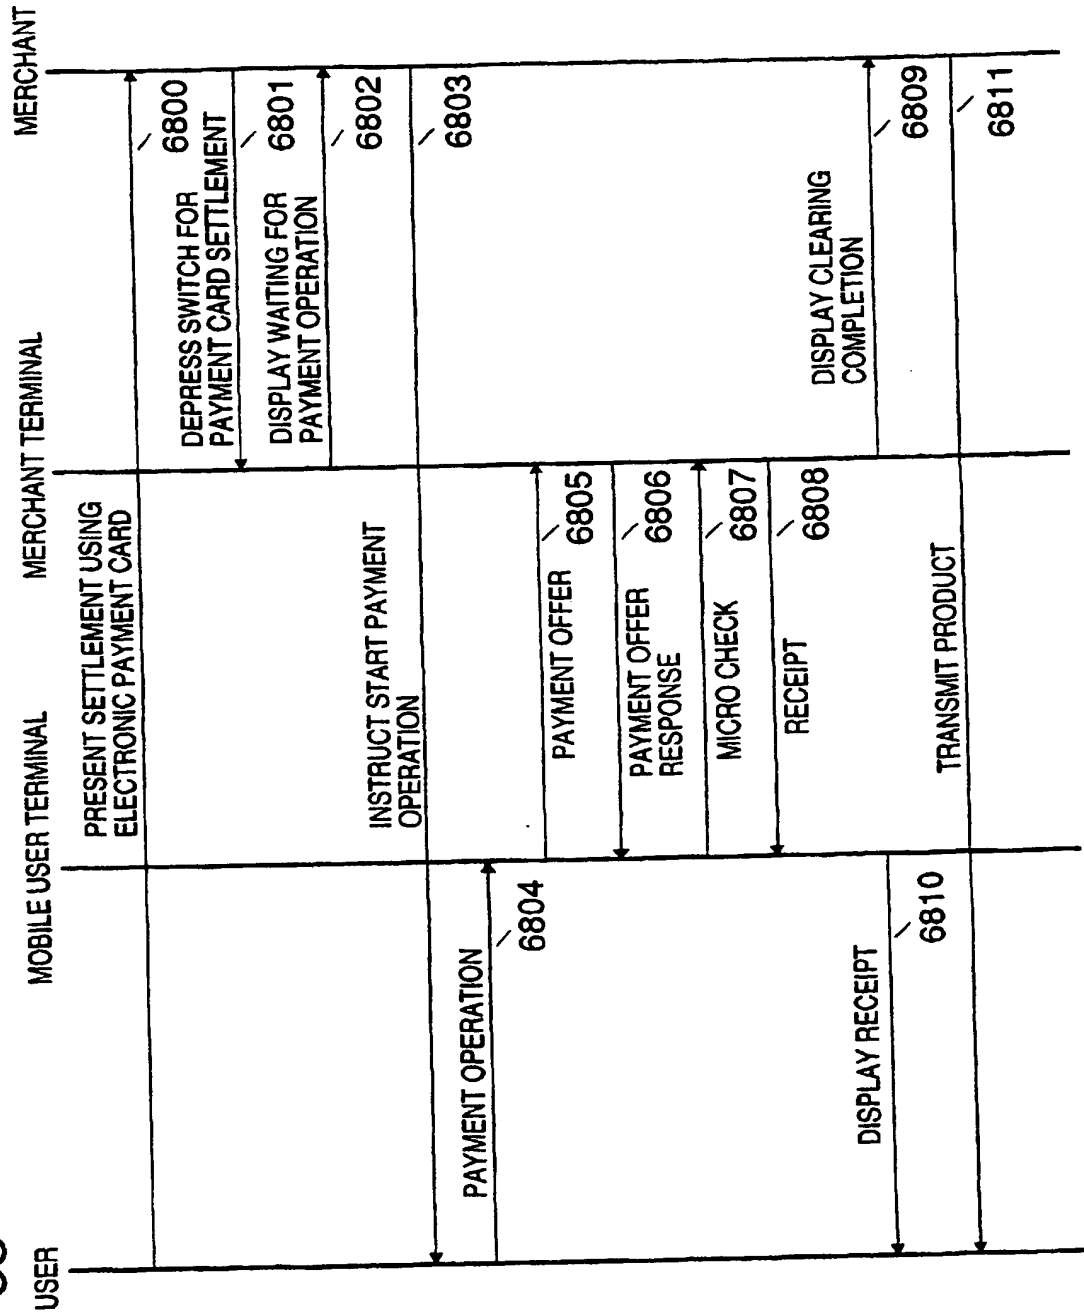 USER
MOBILE USER TERMINAL
MERCHANT TERMINAL
MERCHANT
PRESENT SETTLEMENT USING
ELECTRONIC PAYMENT CARD
6800
DEPRESS SWITCH FOR
PAYMENT CARD SETTLEMENT
6801
DISPLAY WAITING FOR
PAYMENT OPERATION
6802
INSTRUCT START PAYMENT
OPERATION
6803
PAYMENT OPERATION
6804
PAYMENT OFFER
6805
PAYMENT OFFER
RESPONSE
6806
MICRO CHECK
6807
RECEIPT
6808
DISPLAY CLEARING
COMPLETION
6809
DISPLAY RECEIPT
6810
TRANSMIT PRODUCT
6811